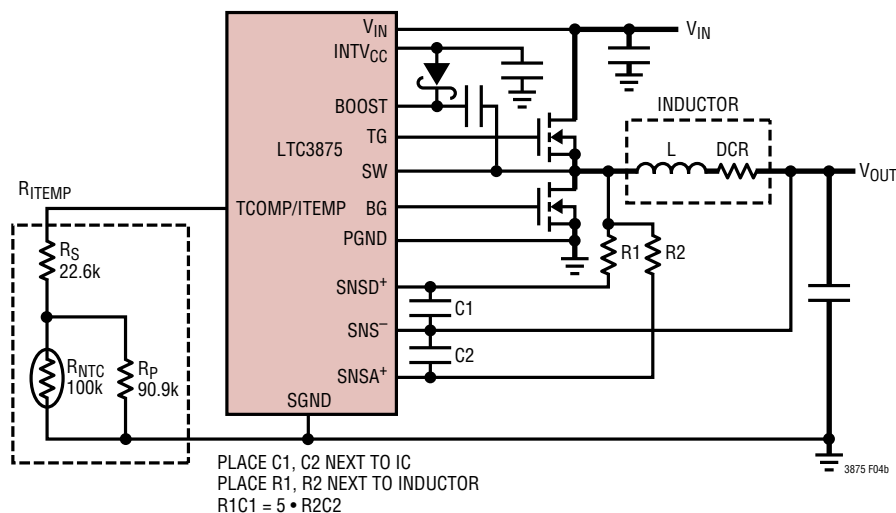 VIN
INTVCC
BOOST
TG
LTC3875
SW
TCOMP/ITEMP
BG
PGND
SNSD+
SNS−
SNSA+
SGND
VIN
INDUCTOR
L
DCR
VOUT
R1
R2
C1
C2
RITEMP
RS
22.6k
RNTC
100k
RP
90.9k
3875 F04b
PLACE C1, C2 NEXT TO IC
PLACE R1, R2 NEXT TO INDUCTOR
R1C1 = 5 • R2C2